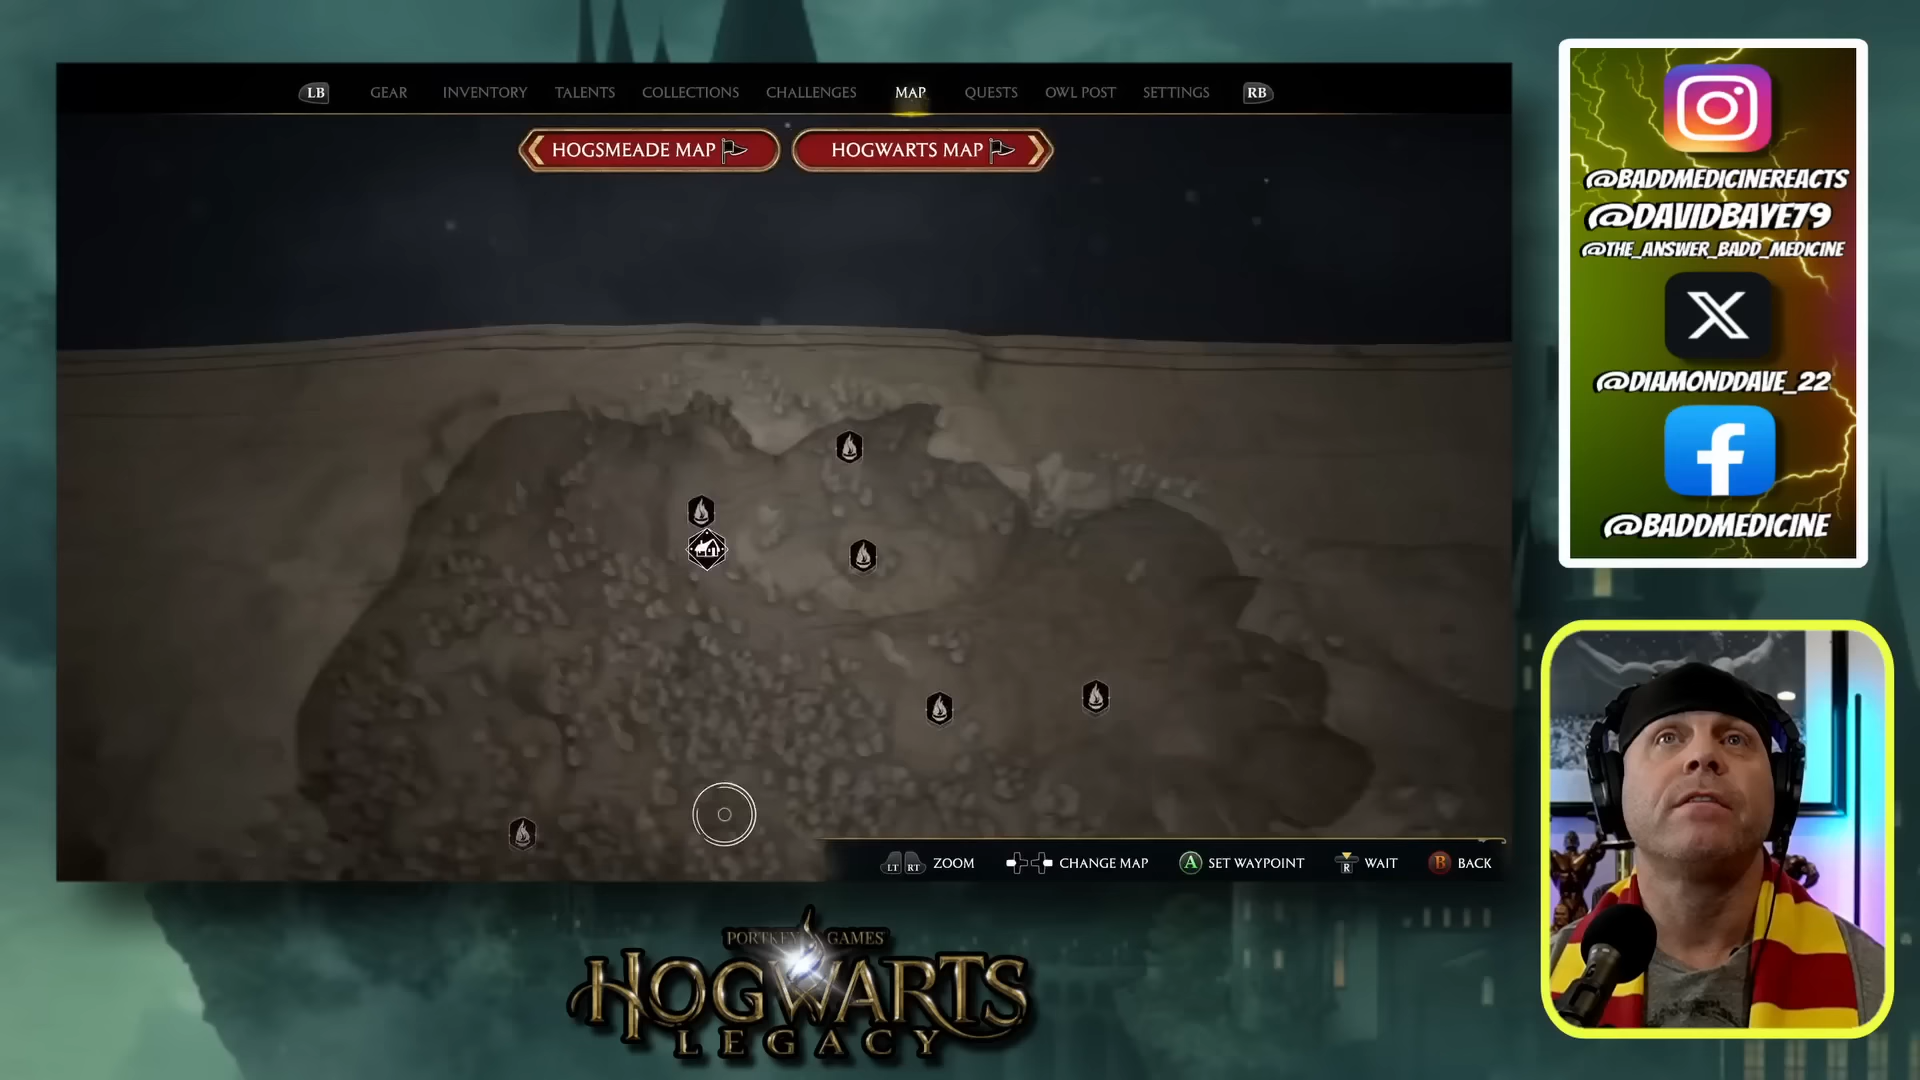 LB GEAR INVENTORY TALENTS COLLECTIONS CHALLENGES MAP QUESTS OWL POST SETTINGS RB
HOGSMEADE MAP HOGWARTS MAP
LT RT ZOOM CHANGE MAP A SET WAYPOINT R WAIT B BACK
PORTKEY GAMES
HOGWARTS
LEGACY
@BADDMEDICINEREACTS
@DAVIDBAYE79
@THE_ANSWER_BADD_MEDICINE
@DIAMONDDAVE_22
@BADDMEDICINE